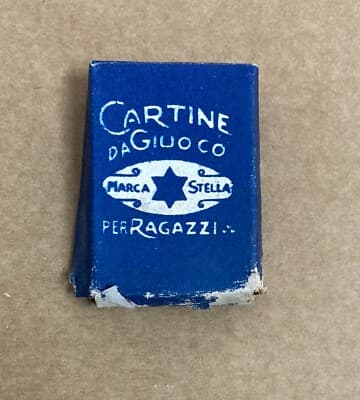 CARTINE
DA GIUOCO
MARCA STELLA
PER RAGAZZI